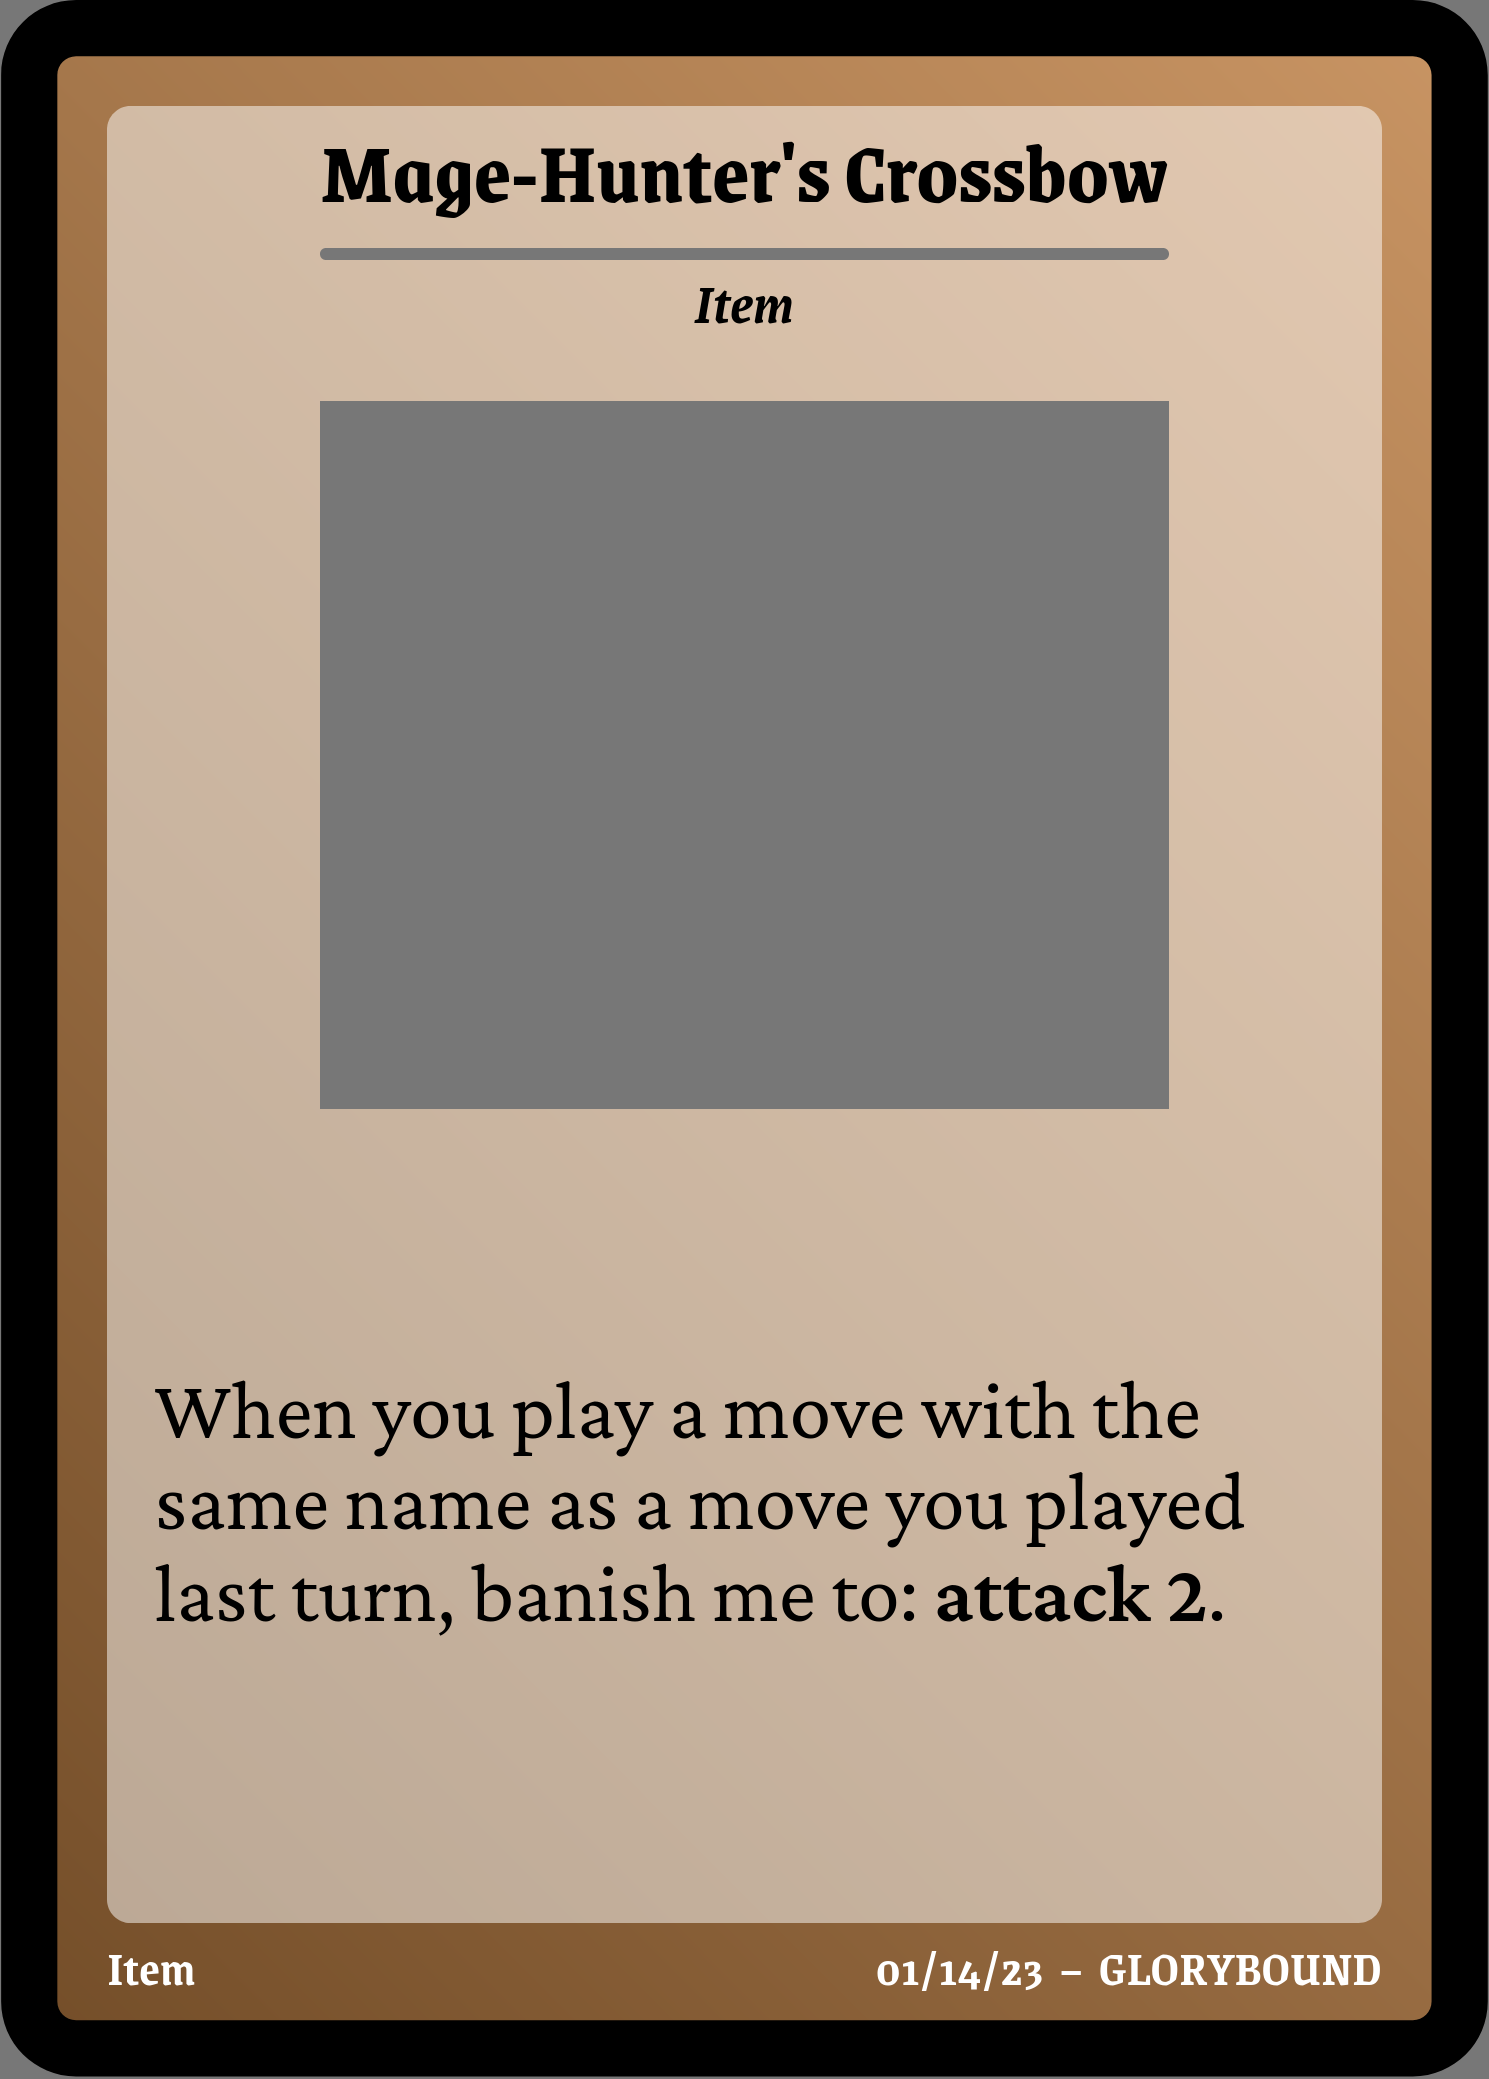 Mage-Hunter's Crossbow
Item
When you play a move with the
same name as a move you played
last turn, banish me to: attack 2.
Item
01/14/23 – GLORYBOUND